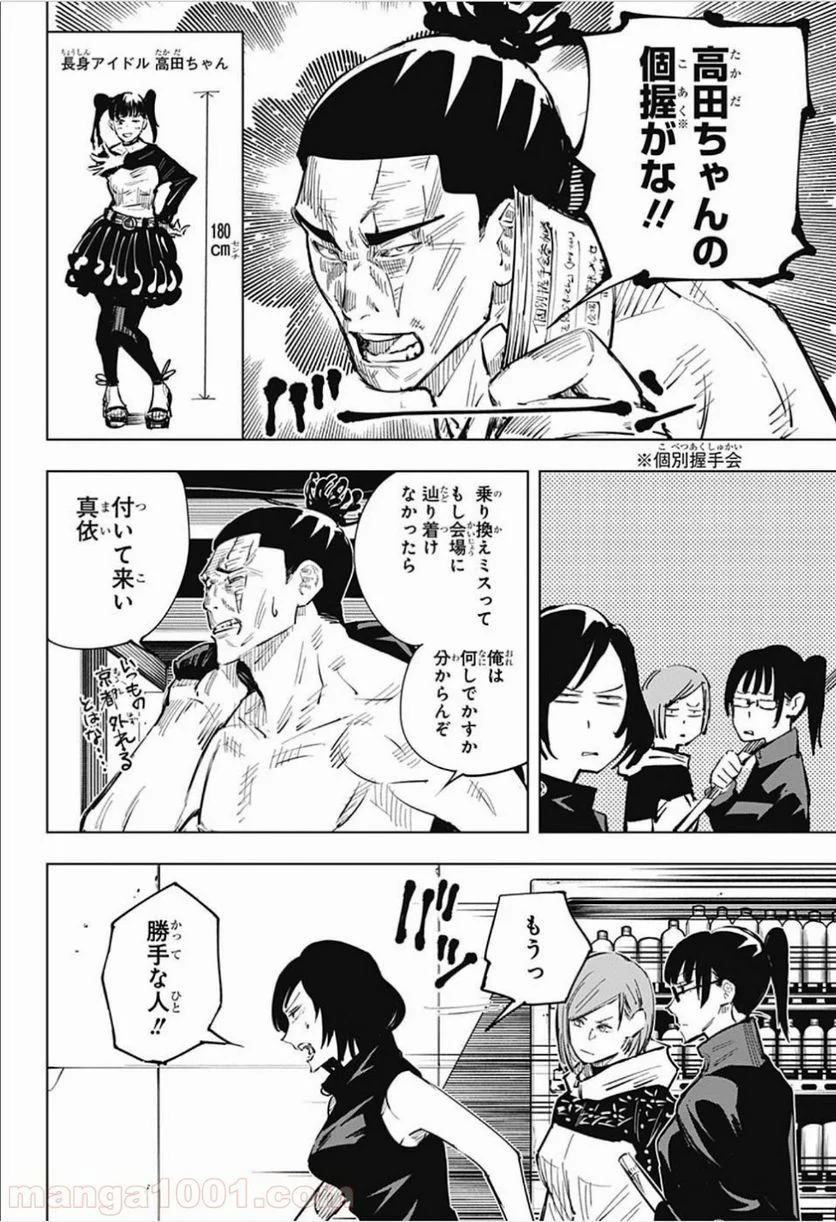 高田ちゃんの
個握がな!!
※個別握手会
長身アイドル 高田ちゃん
180
cm
乗り換えミスって
もし会場に
辿り着け
なかったら
俺は
何しでかすか
分からんぞ
付いて来い
真依
いつもの
京都外れる
とはな…
もうっ
勝手な人!!
manga1001.com